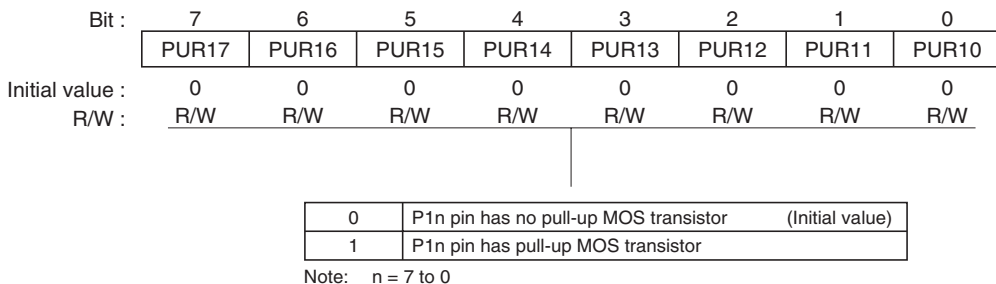 Bit : 7 6 5 4 3 2 1 0
PUR17 PUR16 PUR15 PUR14 PUR13 PUR12 PUR11 PUR10
Initial value : 0 0 0 0 0 0 0 0
R/W : R/W R/W R/W R/W R/W R/W R/W R/W
0 P1n pin has no pull-up MOS transistor (Initial value)
1 P1n pin has pull-up MOS transistor
Note: n = 7 to 0